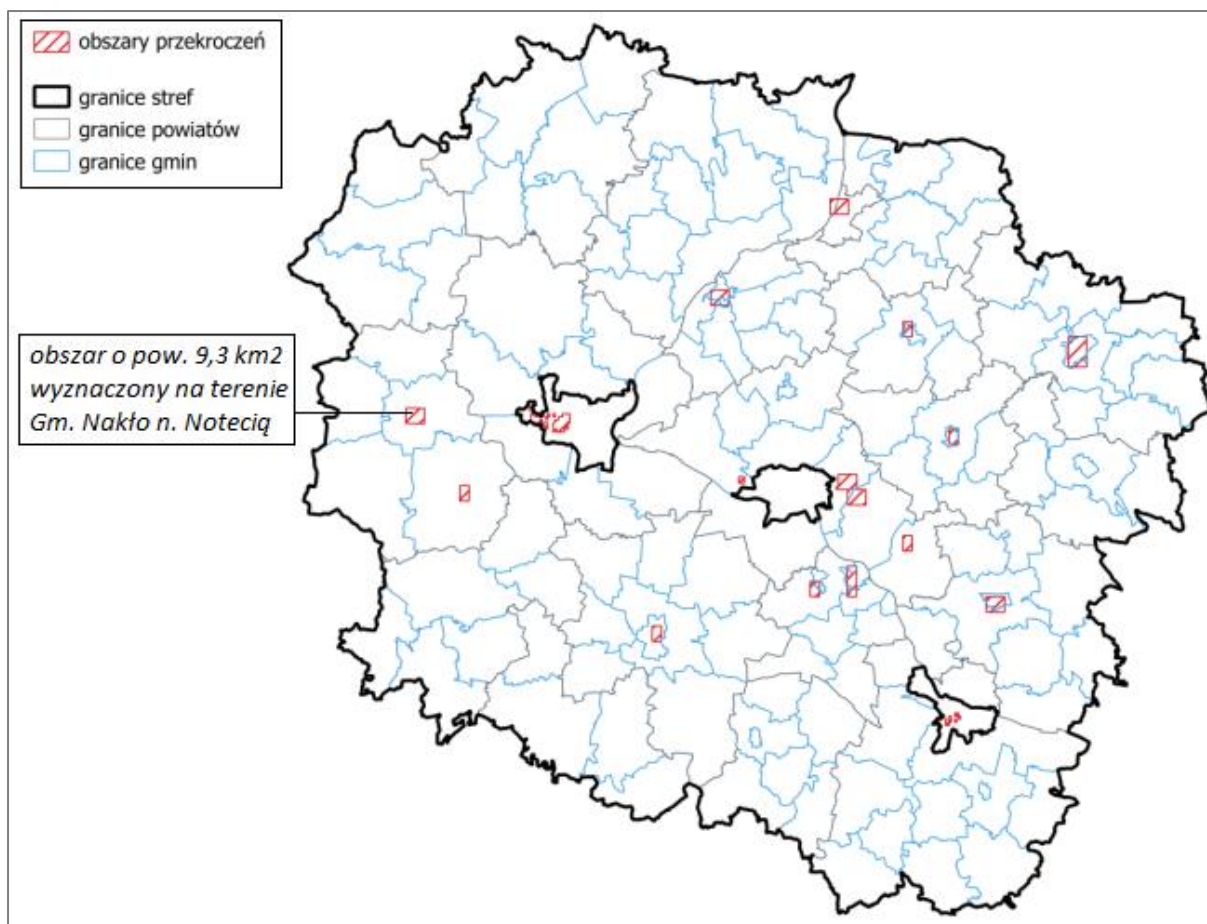 obszary przekroczeń
granice stref
granice powiatów
granice gmin
obszar o pow. 9,3 km2
wyznaczony na terenie
Gm. Nakło n. Notecią